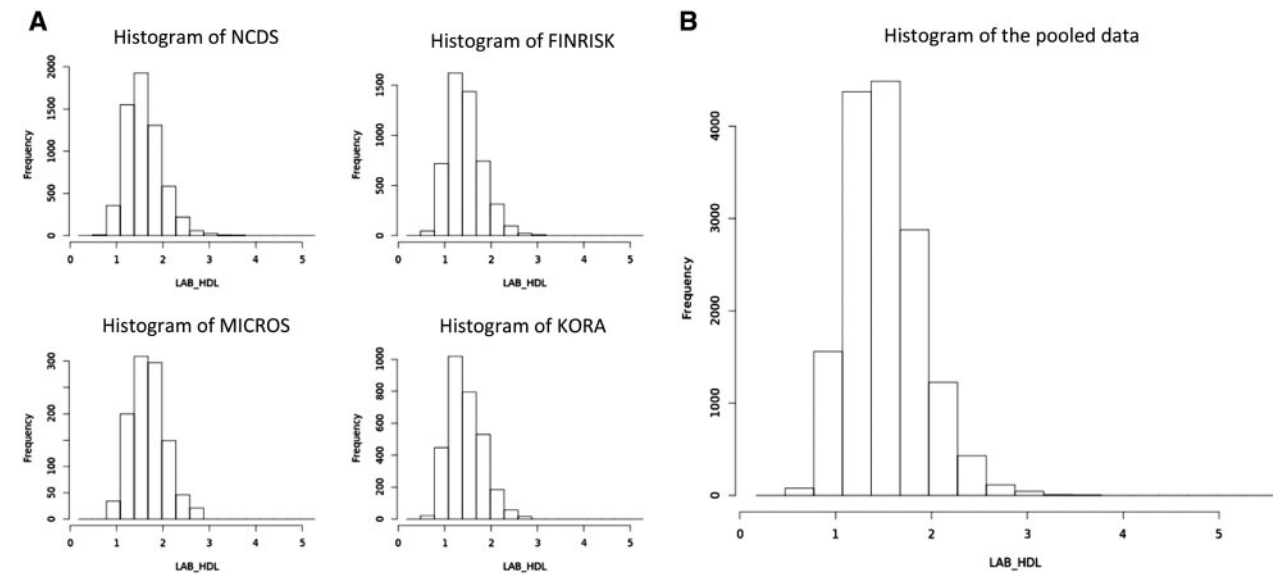 A
Histogram of NCDS
Frequency
0
500
1000
1500
2000
0 1 2 3 4 5
LAB_HDL
Histogram of FINRISK
Frequency
0
500
1000
1500
0 1 2 3 4 5
LAB_HDL
Histogram of MICROS
Frequency
0
50
100
200
300
0 1 2 3 4 5
LAB_HDL
Histogram of KORA
Frequency
0
200
400
600
800
1000
0 1 2 3 4 5
LAB_HDL
B
Histogram of the pooled data
Frequency
0
1000
2000
3000
4000
0 1 2 3 4 5
LAB_HDL